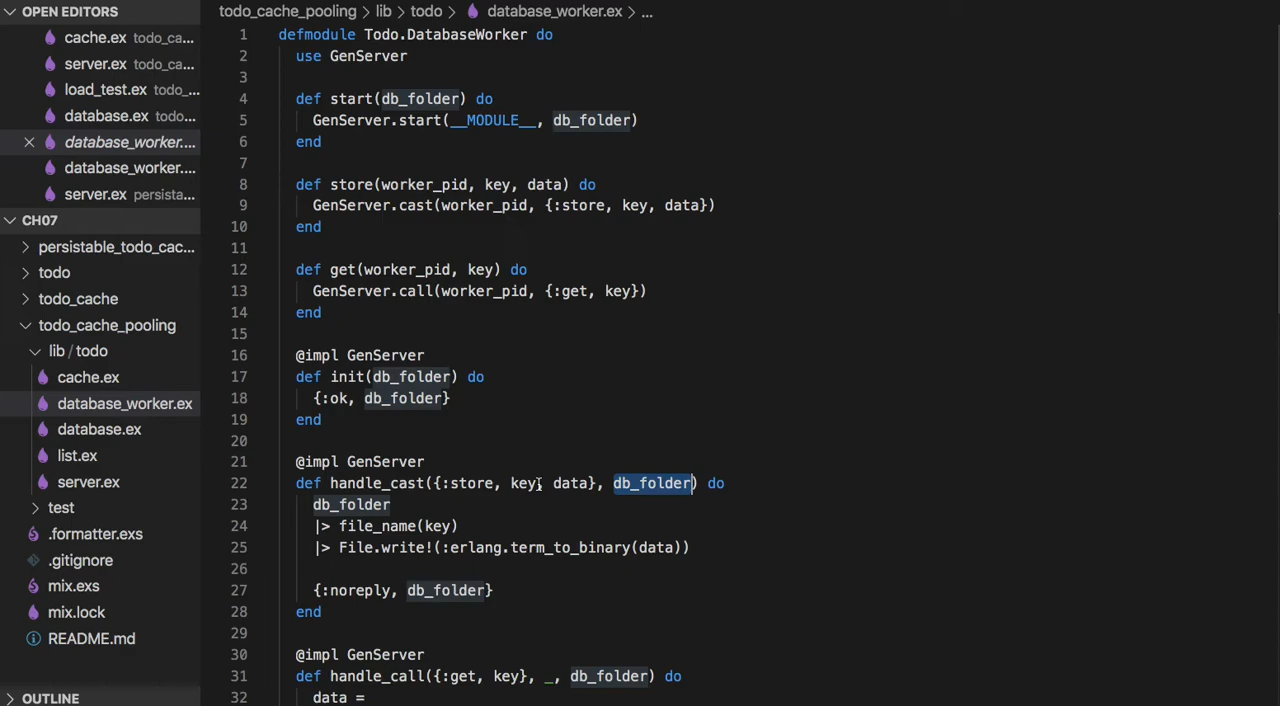 OPEN EDITORS
cache.ex todo_ca...
server.ex todo_ca...
load_test.ex todo_...
database.ex todo...
database_worker....
database_worker....
server.ex persista...
CH07
persistable_todo_cac...
todo
todo_cache
todo_cache_pooling
lib / todo
cache.ex
database_worker.ex
database.ex
list.ex
server.ex
test
.formatter.exs
.gitignore
mix.exs
mix.lock
README.md
OUTLINE
todo_cache_pooling > lib > todo > database_worker.ex > ...
1 defmodule Todo.DatabaseWorker do
2 use GenServer
3
4 def start(db_folder) do
5 GenServer.start(__MODULE__, db_folder)
6 end
7
8 def store(worker_pid, key, data) do
9 GenServer.cast(worker_pid, {:store, key, data})
10 end
11
12 def get(worker_pid, key) do
13 GenServer.call(worker_pid, {:get, key})
14 end
15
16 @impl GenServer
17 def init(db_folder) do
18 {:ok, db_folder}
19 end
20
21 @impl GenServer
22 def handle_cast({:store, key, data}, db_folder) do
23 db_folder
24 |> file_name(key)
25 |> File.write!(:erlang.term_to_binary(data))
26
27 {:noreply, db_folder}
28 end
29
30 @impl GenServer
31 def handle_call({:get, key}, _, db_folder) do
32 data =